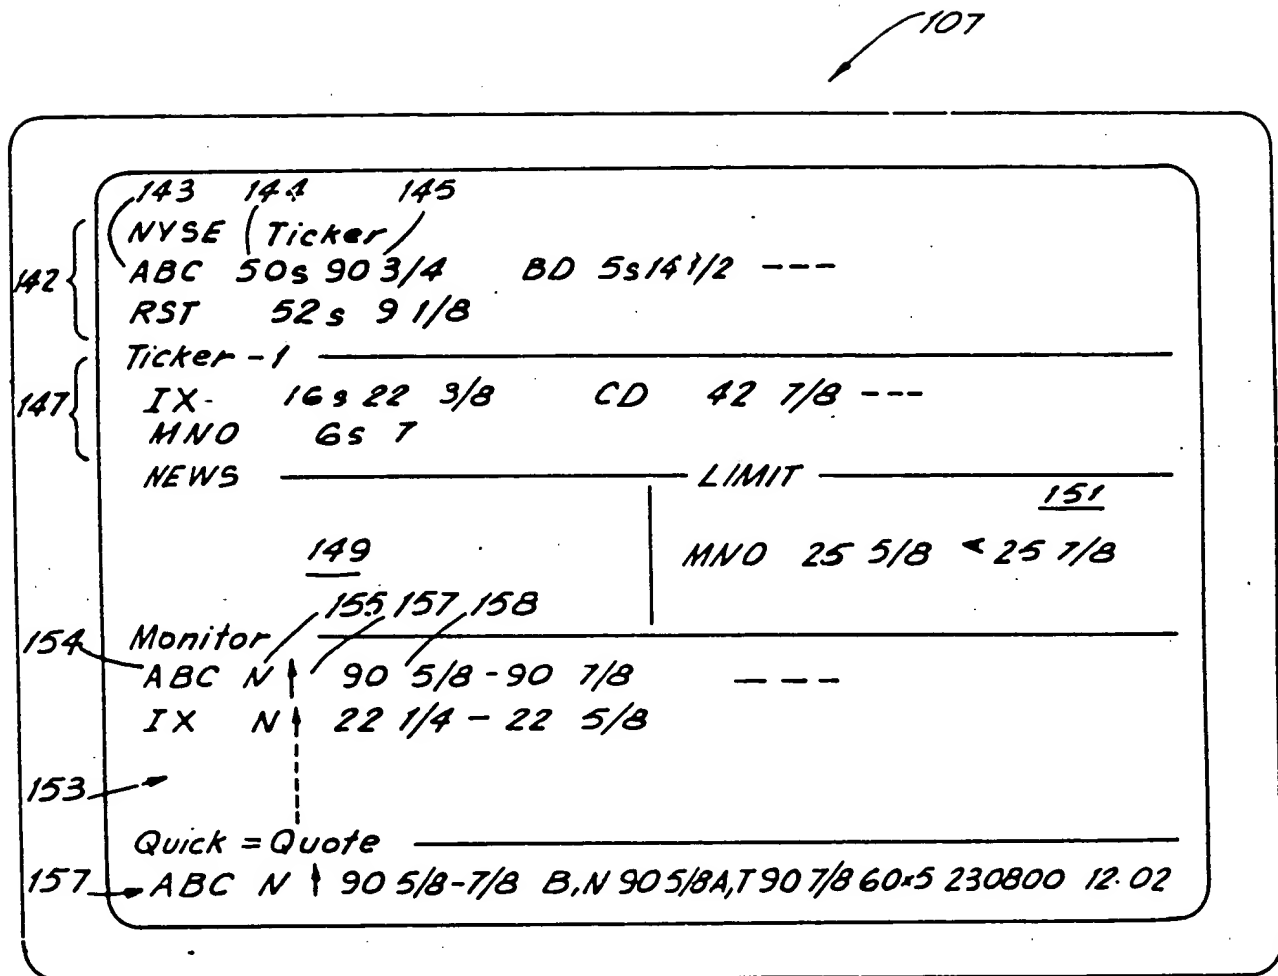 107
143 144 145
NYSE Ticker
142
ABC 50s 90 3/4 BD 5s14 1/2 ---
RST 52s 9 1/8
Ticker - 1
147
IX- 16s 22 3/8 CD 42 7/8 ---
MNO 6s 7
NEWS LIMIT
151
149
MNO 25 5/8 < 25 7/8
155 157 158
154
Monitor
ABC N ↑ 90 5/8 - 90 7/8 ---
IX N ↑ 22 1/4 - 22 5/8
153
Quick = Quote
157
ABC N ↑ 90 5/8-7/8 B,N 90 5/8A,T 90 7/8 60x5 230800 12.02